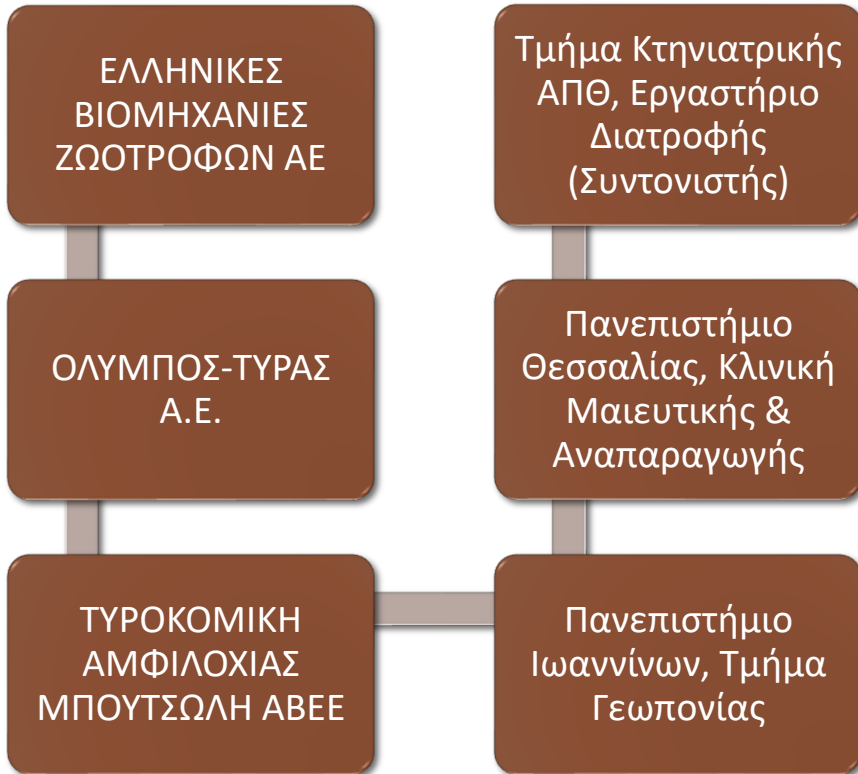 ΕΛΛΗΝΙΚΕΣ
ΒΙΟΜΗΧΑΝΙΕΣ
ΖΩΟΤΡΟΦΩΝ ΑΕ
ΟΛΥΜΠΟΣ-ΤΥΡΑΣ
Α.Ε.
ΤΥΡΟΚΟΜΙΚΗ
ΑΜΦΙΛΟΧΙΑΣ
ΜΠΟΥΤΣΩΛΗ ΑΒΕΕ
Πανεπιστήμιο
Ιωαννίνων, Τμήμα
Γεωπονίας
Πανεπιστήμιο
Θεσσαλίας, Κλινική
Μαιευτικής &
Αναπαραγωγής
Τμήμα Κτηνιατρικής
ΑΠΘ, Εργαστήριο
Διατροφής
(Συντονιστής)